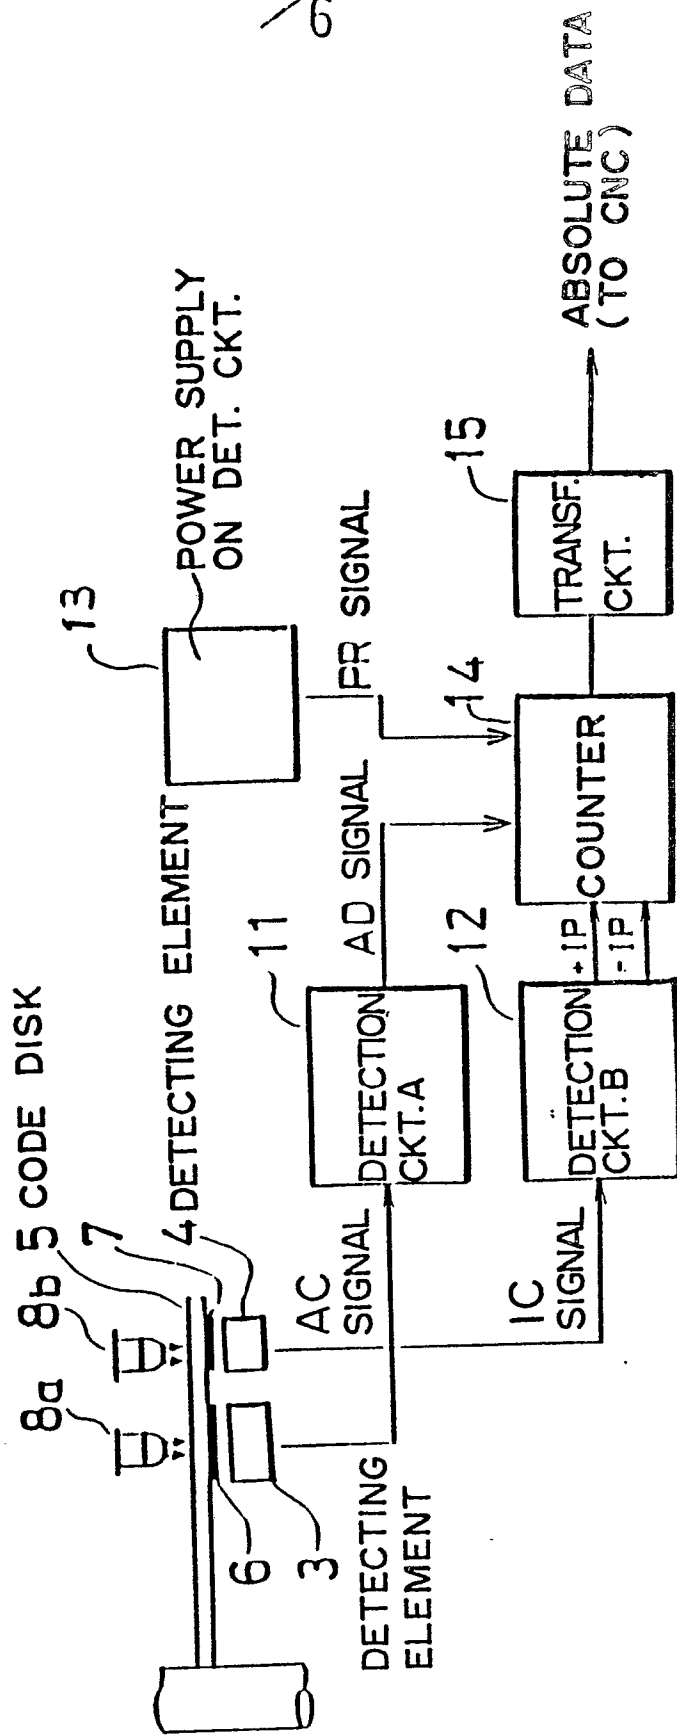 /6
8a
8b
5 CODE DISK
7
4 DETECTING ELEMENT
6
3
DETECTING
ELEMENT
AC
SIGNAL
IC
SIGNAL
11
DETECTION
CKT.A
AD SIGNAL
12
DETECTION
CKT.B
+IP
-IP
13
POWER SUPPLY
ON DET. CKT.
PR SIGNAL
14
COUNTER
15
TRANSF.
CKT.
ABSOLUTE DATA
(TO CNC)